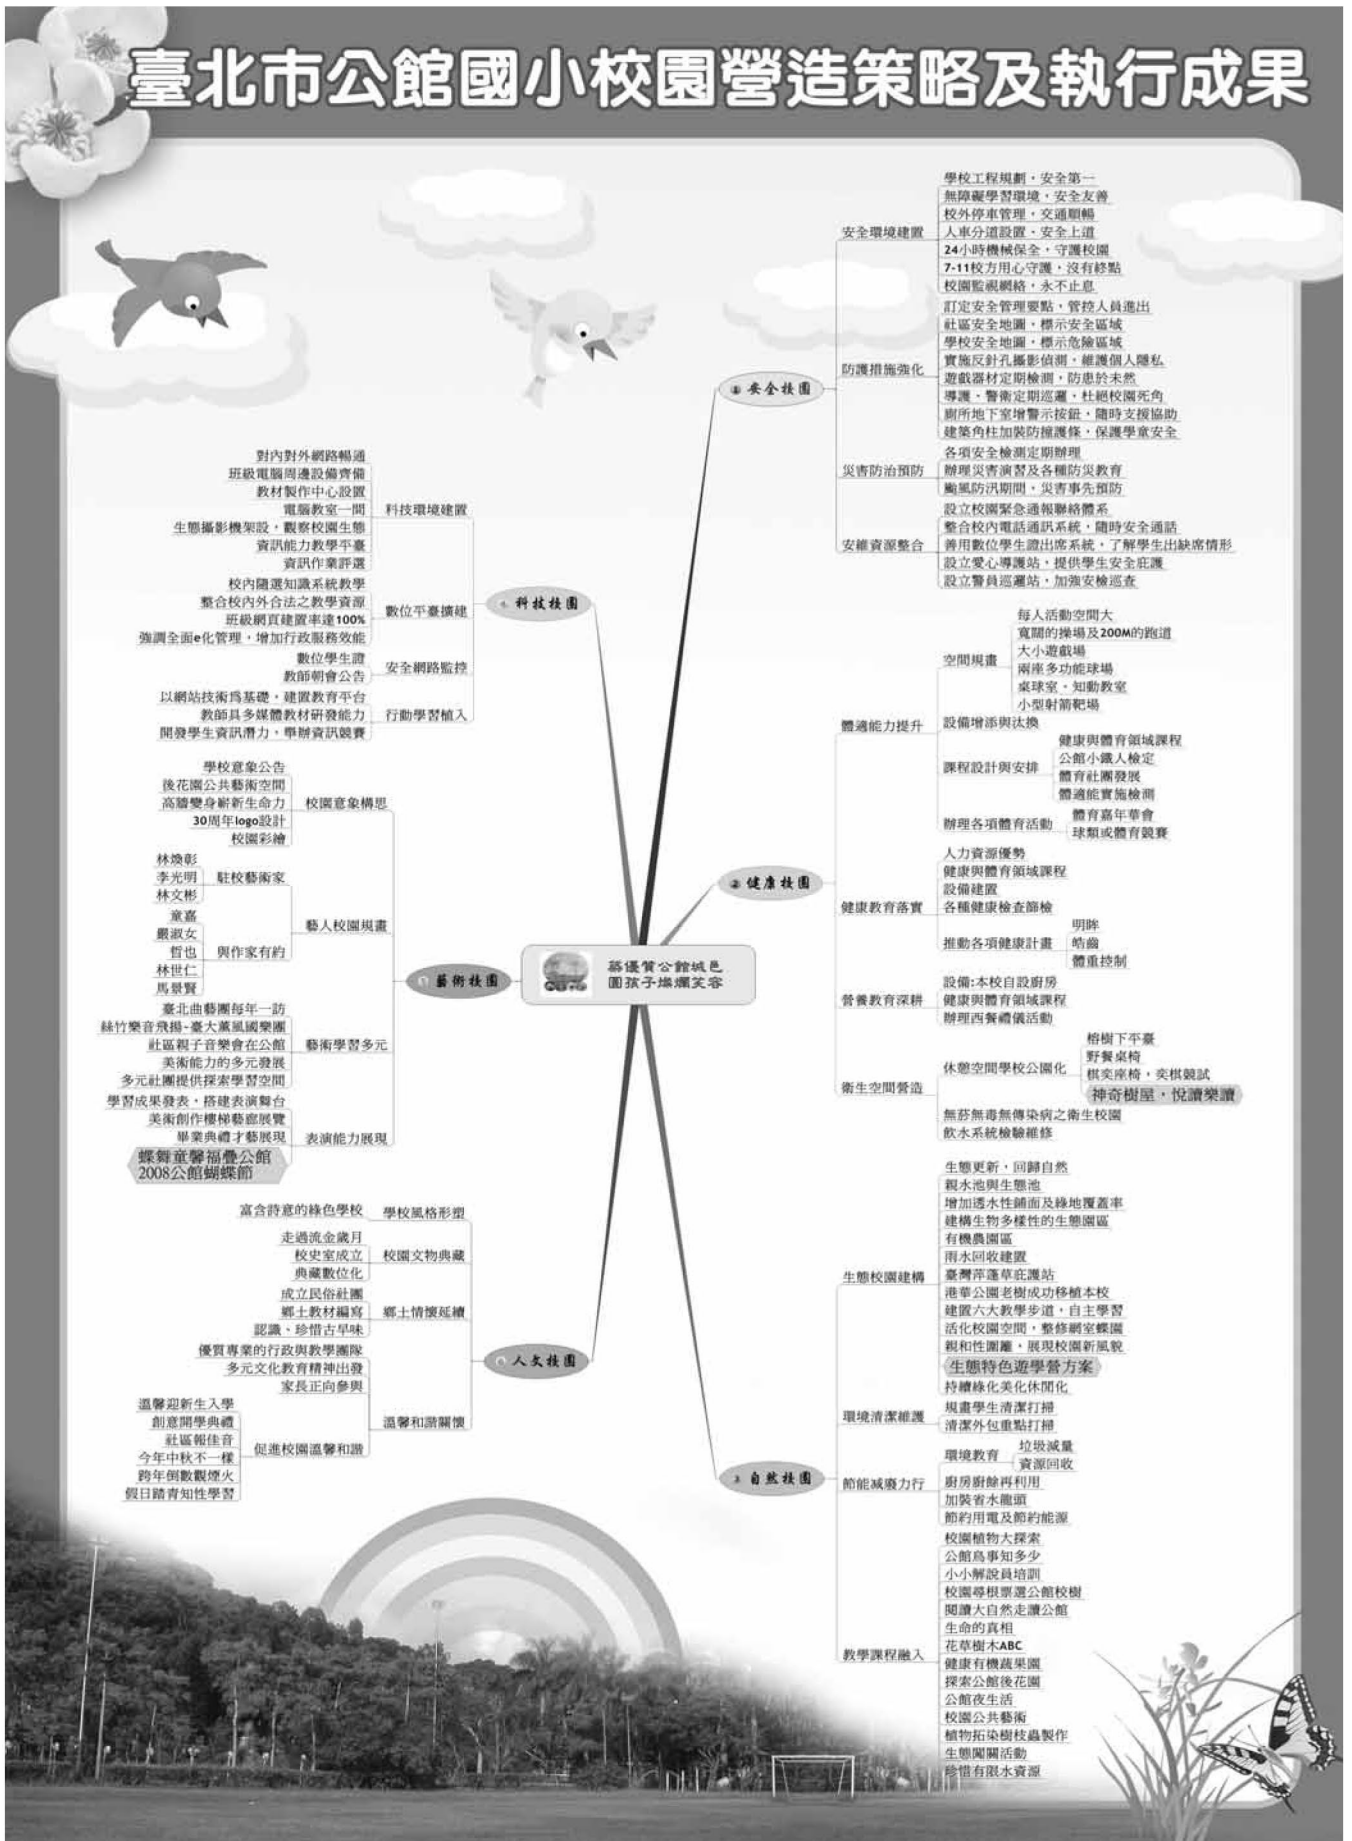 臺北市公館國小校園營造策略及執行成果
築優質公館城邑
圓孩子燦爛笑容
安全校園
安全環境建置
學校工程規劃，安全第一
無障礙學習環境，安全友善
校外停車管理，交通順暢
人車分道設置、安全上道
24小時機械保全，守護校園
7-11校方用心守護，沒有終點
校園監視網絡，永不止息
防護措施強化
訂定安全管理要點，管控人員進出
社區安全地圖，標示安全區域
學校安全地圖，標示危險區域
實施反針孔攝影偵測，維護個人隱私
遊戲器材定期檢測，防患於未然
導護、警衛定期巡邏，杜絕校園死角
廁所地下室增警示按鈕，隨時支援協助
建築角柱加裝防撞護條，保護學童安全
災害防治預防
各項安全檢測定期辦理
辦理災害演習及各種防災教育
颱風防汛期間，災害事先預防
安維資源整合
設立校園緊急通報聯絡體系
整合校內電話通訊系統，隨時安全通話
善用數位學生證出席系統，了解學生出缺席情形
設立愛心導護站，提供學生安全庇護
設立警員巡邏站，加強安檢巡查
健康校園
體適能力提升
空間規畫
每人活動空間大
寬闊的操場及200M的跑道
大小遊戲場
兩座多功能球場
桌球室、知動教室
小型射箭靶場
設備增添與汰換
課程設計與安排
健康與體育領域課程
公館小鐵人檢定
體育社團發展
體適能實施檢測
辦理各項體育活動
體育嘉年華會
球類或體育競賽
健康教育落實
人力資源優勢
健康與體育領域課程
設備建置
各種健康檢查篩檢
推動各項健康計畫
明眸
皓齒
體重控制
營養教育深耕
設備:本校自設廚房
健康與體育領域課程
辦理西餐禮儀活動
衛生空間營造
休憩空間學校公園化
榕樹下平臺
野餐桌椅
棋奕座椅，奕棋競試
神奇樹屋，悅讀樂讀
無菸無毒無傳染病之衛生校園
飲水系統檢驗維修
自然校園
生態校園建構
生態更新，回歸自然
親水池與生態池
增加透水性鋪面及綠地覆蓋率
建構生物多樣性的生態園區
有機農園區
雨水回收建置
臺灣萍蓬草庇護站
港華公園老樹成功移植本校
建置六大教學步道，自主學習
活化校園空間，整修網室蝶園
親和性圍籬，展現校園新風貌
生態特色遊學營方案
持續綠化美化休閒化
環境清潔維護
規畫學生清潔打掃
清潔外包重點打掃
節能減廢力行
環境教育
垃圾減量
資源回收
廚房廚餘再利用
加裝省水龍頭
節約用電及節約能源
教學課程融入
校園植物大探索
公館鳥事知多少
小小解說員培訓
校園尋根票選公館校樹
閱讀大自然走讀公館
生命的真相
花草樹木ABC
健康有機蔬果園
探索公館後花園
公館夜生活
校園公共藝術
植物拓染樹枝蟲製作
生態闖關活動
珍惜有限水資源
科技校園
科技環境建置
對內對外網路暢通
班級電腦周邊設備齊備
教材製作中心設置
電腦教室一間
生態攝影機架設，觀察校園生態
資訊能力教學平臺
資訊作業評選
數位平臺擴建
校內隨選知識系統教學
整合校內外合法之教學資源
班級網頁建置率達100%
強調全面e化管理，增加行政服務效能
安全網路監控
數位學生證
教師朝會公告
行動學習植入
以網站技術為基礎，建置教育平台
教師具多媒體教材研發能力
開發學生資訊潛力，舉辦資訊競賽
藝術校園
校園意象構思
學校意象公告
後花園公共藝術空間
高牆變身嶄新生命力
30周年logo設計
校園彩繪
藝人校園規畫
駐校藝術家
林煥彰
李光明
林文彬
與作家有約
童嘉
嚴淑女
哲也
林世仁
馬景賢
藝術學習多元
臺北曲藝團每年一訪
絲竹樂音飛揚-臺大薰風國樂團
社區親子音樂會在公館
美術能力的多元發展
多元社團提供探索學習空間
表演能力展現
學習成果發表，搭建表演舞台
美術創作樓梯藝廊展覽
畢業典禮才藝展現
蝶舞童馨福疊公館
2008公館蝴蝶節
人文校園
學校風格形塑
富含詩意的綠色學校
校園文物典藏
走過流金歲月
校史室成立
典藏數位化
鄉土情懷延續
成立民俗社團
鄉土教材編寫
認識、珍惜古早味
溫馨和諧關懷
優質專業的行政與教學團隊
多元文化教育精神出發
家長正向參與
促進校園溫馨和諧
溫馨迎新生入學
創意開學典禮
社區報佳音
今年中秋不一樣
跨年倒數觀煙火
假日踏青知性學習